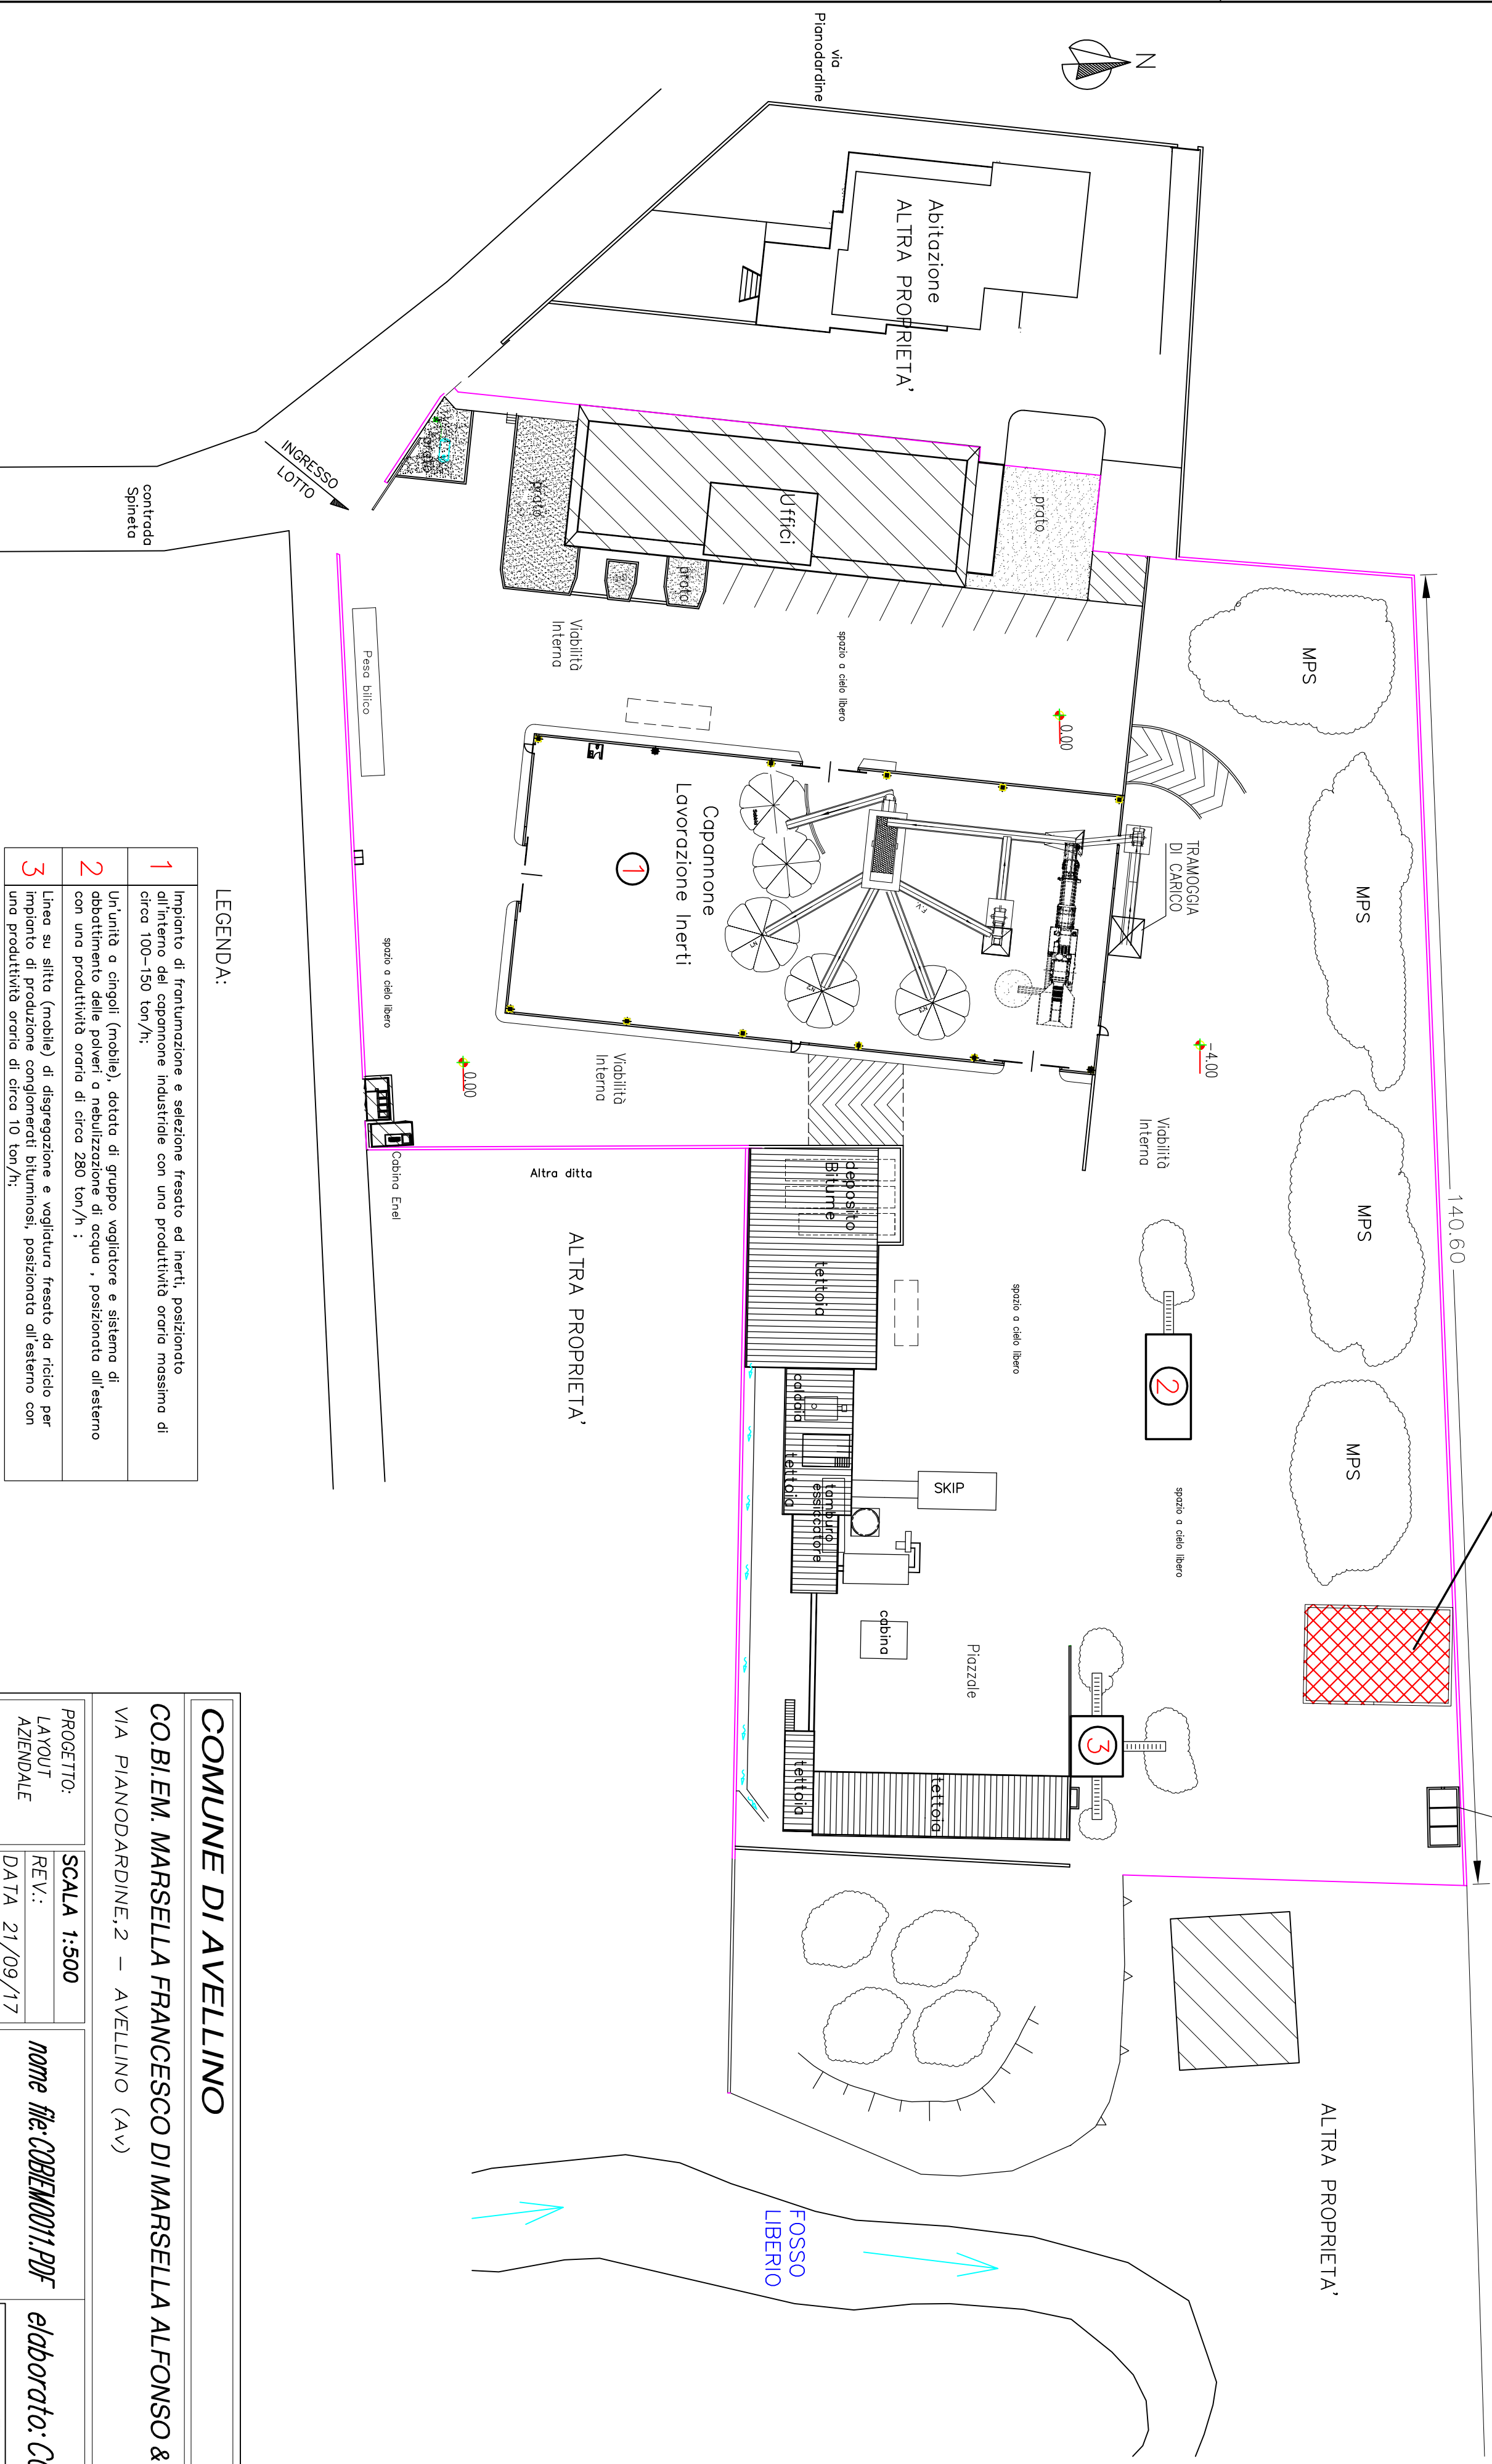 N
via
Pianodardine
Abitazione
ALTRA PROPRIETA'
INGRESSO
LOTTO
contrada
Spineta
prato
prato
Uffici
prato
prato
MPS
MPS
MPS
MPS
140.60
Viabilità
Interna
spazio a cielo libero
0.00
Pesa bilico
TRAMOGGIA
DI CARICO
Capannone
Lavorazione Inerti
1
-4.00
Viabilità
Interna
spazio a cielo libero
0.00
Viabilità
Interna
Cabina Enel
Altra ditta
ALTRA PROPRIETA'
deposito
Bitume
tettoia
spazio a cielo libero
2
caldaia
tettoia
tamburo
essiccatore
SKIP
spazio a cielo libero
cabina
Piazzale
3
tettoia
tettoia
ALTRA PROPRIETA'
FOSSO
LIBERIO
LEGENDA:
1
Impianto di frantumazione e selezione fresato ed inerti, posizionato
all'interno del capannone industriale con una produttività oraria massima di
circa 100-150 ton/h;
2
Un'unità a cingoli (mobile), dotata di gruppo vagliatore e sistema di
abbattimento delle polveri a nebulizzazione di acqua , posizionata all'esterno
con una produttività oraria di circa 280 ton/h ;
3
Linea su slitta (mobile) di disgregazione e vagliatura fresato da riciclo per
impianto di produzione conglomerati bituminosi, posizionata all'esterno con
una produttività oraria di circa 10 ton/h;
COMUNE DI AVELLINO
CO.BI.EM. MARSELLA FRANCESCO DI MARSELLA ALFONSO &
VIA PIANODARDINE,2 - AVELLINO (Av)
PROGETTO:
LAYOUT
AZIENDALE
SCALA 1:500
REV.:
DATA 21/09/17
nome file:COBIEM0011.PDF
elaborato: